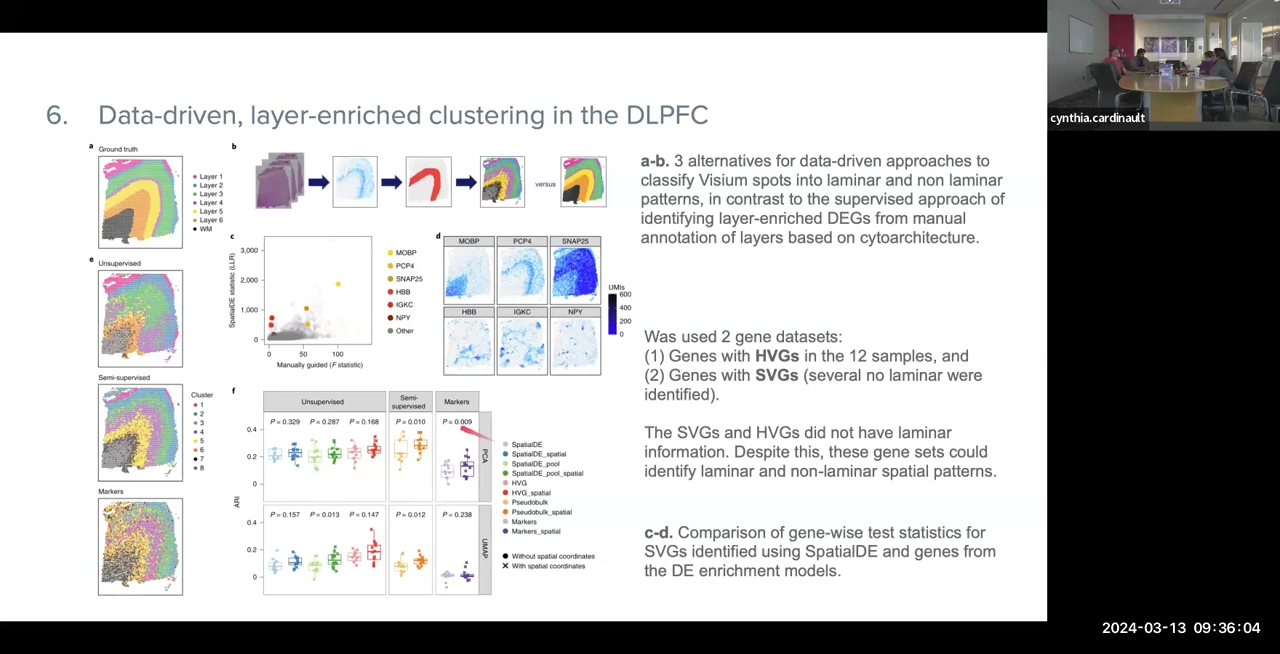 6. Data-driven, layer-enriched clustering in the DLPFC
a Ground truth
Layer 1
Layer 2
Layer 3
Layer 4
Layer 5
Layer 6
WM
b
versus
c
SpatialDE statistic (LLR)
3,000
2,000
1,000
0
0 50 100
Manually guided (F statistic)
MOBP
PCP4
SNAP25
HBB
IGKC
NPY
Other
d
MOBP PCP4 SNAP25
HBB IGKC NPY
UMIs
600
400
200
0
e Unsupervised
Semi-supervised
Cluster
1
2
3
4
5
6
7
8
Markers
f
Unsupervised
Semi-
supervised
Markers
P = 0.329 P = 0.287 P = 0.168 P = 0.010 P = 0.009
0.4
0.2
0
PCA
ARI
P = 0.157 P = 0.013 P = 0.147 P = 0.012 P = 0.238
0.4
0.2
0
UMAP
SpatialDE
SpatialDE_spatial
SpatialDE_pool
SpatialDE_pool_spatial
HVG
HVG_spatial
Pseudobulk
Pseudobulk_spatial
Markers
Markers_spatial
Without spatial coordinates
With spatial coordinates
a-b. 3 alternatives for data-driven approaches to
classify Visium spots into laminar and non laminar
patterns, in contrast to the supervised approach of
identifying layer-enriched DEGs from manual
annotation of layers based on cytoarchitecture.
Was used 2 gene datasets:
(1) Genes with HVGs in the 12 samples, and
(2) Genes with SVGs (several no laminar were
identified).
The SVGs and HVGs did not have laminar
information. Despite this, these gene sets could
identify laminar and non-laminar spatial patterns.
c-d. Comparison of gene-wise test statistics for
SVGs identified using SpatialDE and genes from
the DE enrichment models.
cynthia.cardinault
2024-03-13 09:36:04